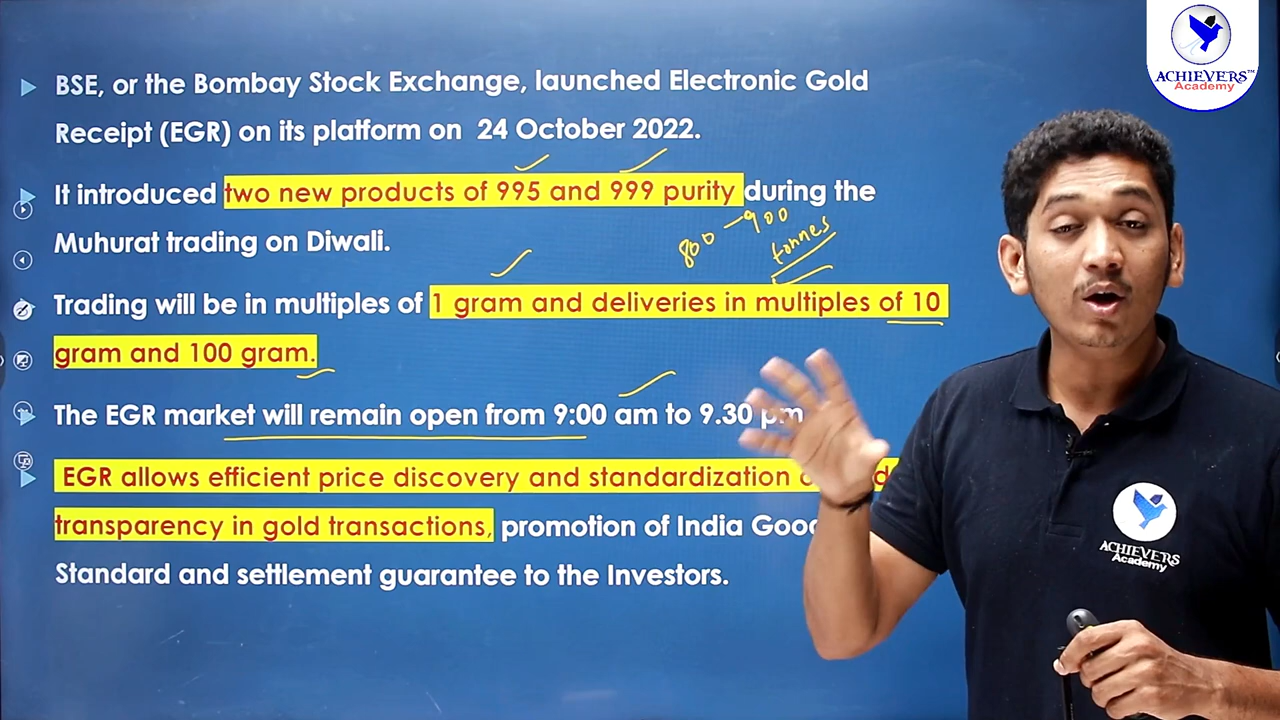 ACHIEVERS™
Academy
BSE, or the Bombay Stock Exchange, launched Electronic Gold
Receipt (EGR) on its platform on 24 October 2022.
It introduced two new products of 995 and 999 purity during the
Muhurat trading on Diwali.
800 - 900
tonnes
Trading will be in multiples of 1 gram and deliveries in multiples of 10
gram and 100 gram.
The EGR market will remain open from 9:00 am to 9.30 pm
EGR allows efficient price discovery and standardization
transparency in gold transactions, promotion of India
Standard and settlement guarantee to the Investors.
ACHIEVERS
Academy